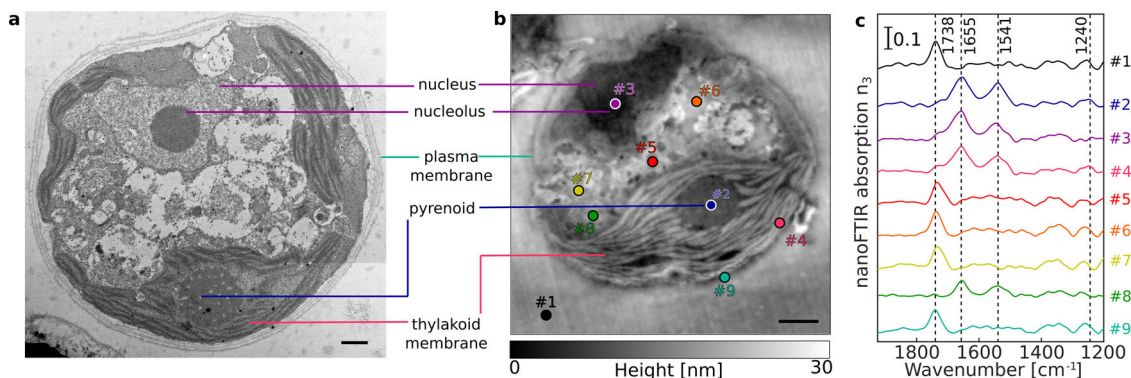 a
nucleus
nucleolus
plasma
membrane
pyrenoid
thylakoid
membrane
b
#3
#6
#5
#7
#2
#8
#4
#9
#1
0
30
Height [nm]
c
0.1
1738
1655
1541
1240
#1
#2
#3
#4
#5
#6
#7
#8
#9
nanoFTIR absorption n₃
1800
1600
1400
1200
Wavenumber [cm⁻¹]